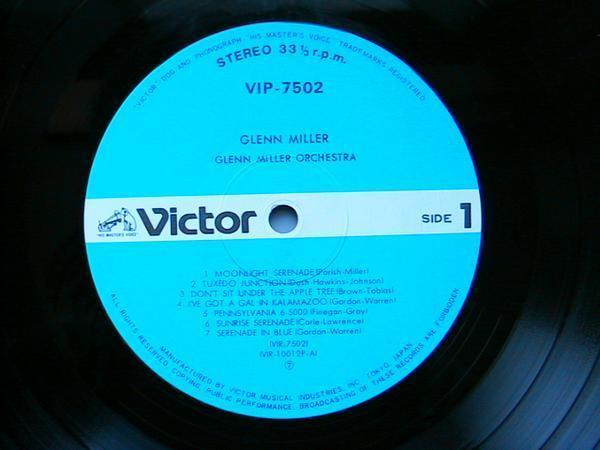 "VICTOR" DOG AND PHONOGRAPH "HIS MASTER'S VOICE" TRADEMARKS REGISTERED.
STEREO 33⅓ r.p.m.
VIP-7502
GLENN MILLER
GLENN MILLER ORCHESTRA
"HIS MASTER'S VOICE"
Victor
SIDE 1
1 MOONLIGHT SERENADE (Parish-Miller)
2 TUXEDO JUNCTION (Dash-Hawkins-Johnson)
3 DON'T SIT UNDER THE APPLE TREE (Brown-Tobias)
4 I'VE GOT A GAL IN KALAMAZOO (Gordon-Warren)
5 PENNSYLVANIA 6-5000 (Finegan-Gray)
6 SUNRISE SERENADE (Carle-Lawrence)
7 SERENADE IN BLUE (Gordon-Warren)
(VIR-7502)
(VIR-10012P-A)
MANUFACTURED BY VICTOR MUSICAL INDUSTRIES, INC. TOKYO, JAPAN
ALL RIGHTS RESERVED. COPYING, PUBLIC PERFORMANCE, BROADCASTING OF THESE RECORDS ARE FORBIDDEN